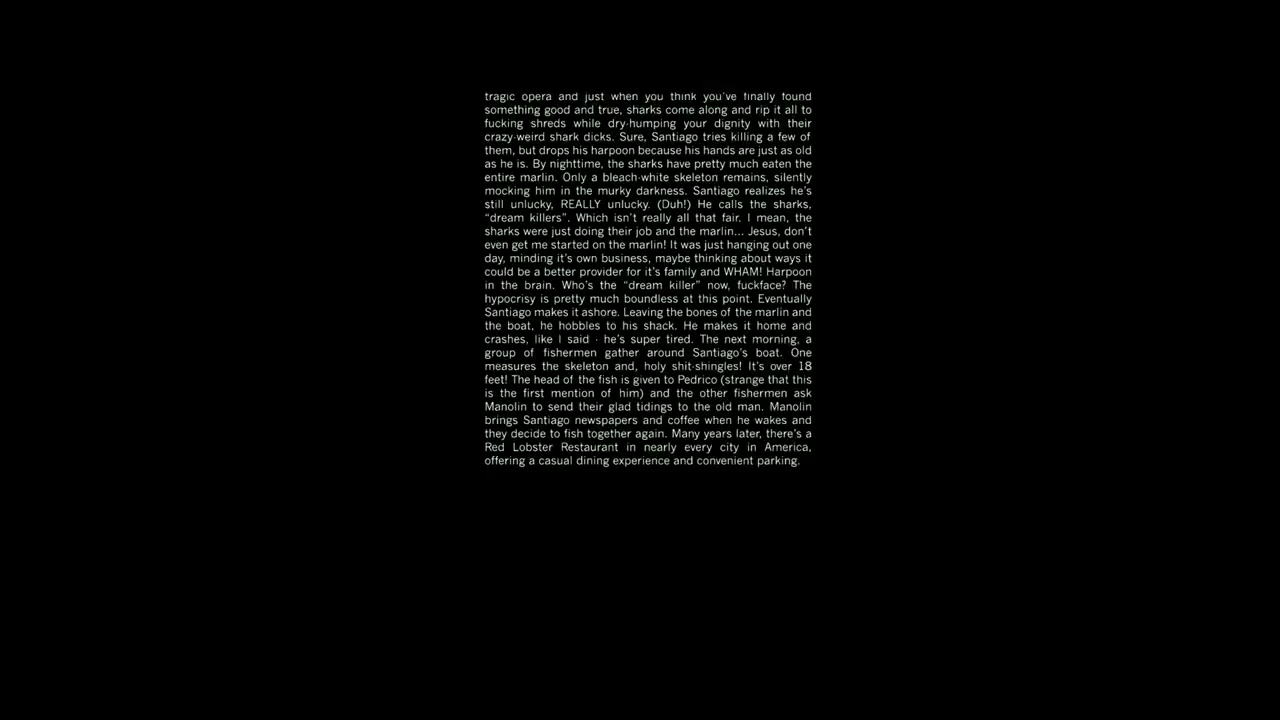 tragic opera and just when you think you've finally found
something good and true, sharks come along and rip it all to
fucking shreds while dry-humping your dignity with their
crazy-weird shark dicks. Sure, Santiago tries killing a few of
them, but drops his harpoon because his hands are just as old
as he is. By nighttime, the sharks have pretty much eaten the
entire marlin. Only a bleach-white skeleton remains, silently
mocking him in the murky darkness. Santiago realizes he's
still unlucky, REALLY unlucky. (Duh!) He calls the sharks,
“dream killers”. Which isn't really all that fair. I mean, the
sharks were just doing their job and the marlin... Jesus, don't
even get me started on the marlin! It was just hanging out one
day, minding it's own business, maybe thinking about ways it
could be a better provider for it's family and WHAM! Harpoon
in the brain. Who's the “dream killer” now, fuckface? The
hypocrisy is pretty much boundless at this point. Eventually
Santiago makes it ashore. Leaving the bones of the marlin and
the boat, he hobbles to his shack. He makes it home and
crashes, like I said - he's super tired. The next morning, a
group of fishermen gather around Santiago's boat. One
measures the skeleton and, holy shit-shingles! It's over 18
feet! The head of the fish is given to Pedrico (strange that this
is the first mention of him) and the other fishermen ask
Manolin to send their glad tidings to the old man. Manolin
brings Santiago newspapers and coffee when he wakes and
they decide to fish together again. Many years later, there's a
Red Lobster Restaurant in nearly every city in America,
offering a casual dining experience and convenient parking.